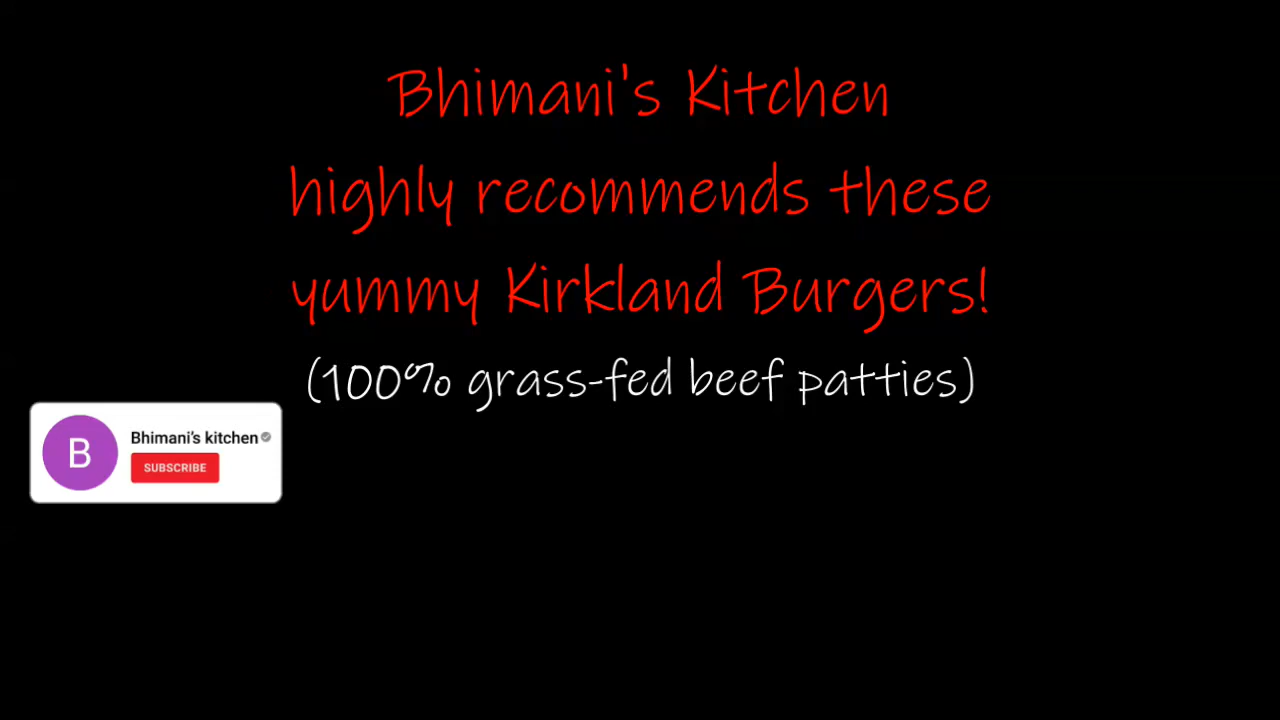 Bhimani's Kitchen
highly recommends these
yummy Kirkland Burgers!
(100% grass-fed beef patties)
B
Bhimani's kitchen
SUBSCRIBE